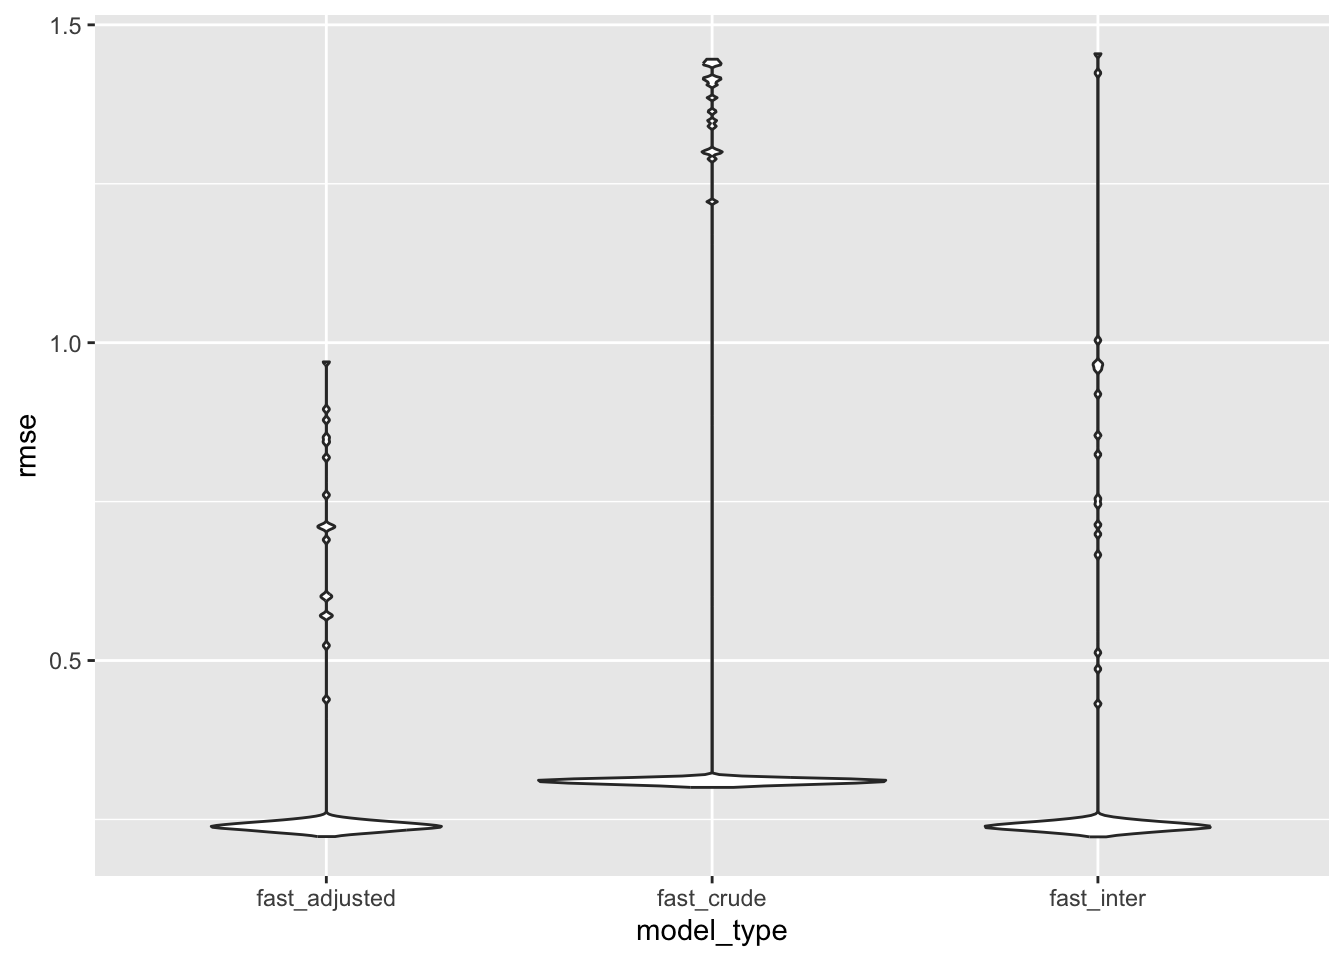 1.5
1.0
0.5
rmse
fast_adjusted
fast_crude
fast_inter
model_type